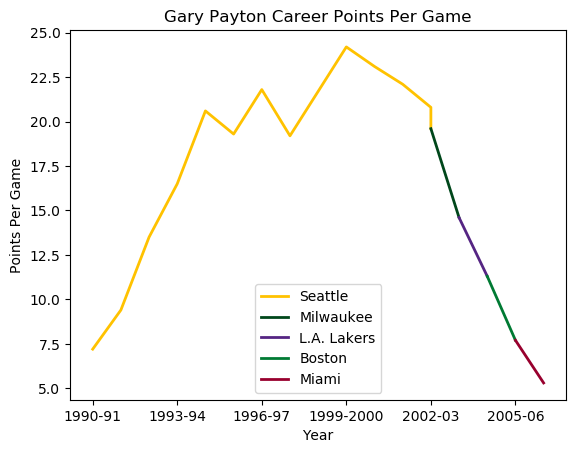 Gary Payton Career Points Per Game
25.0
22.5
20.0
17.5
15.0
12.5
10.0
7.5
5.0
Points Per Game
Seattle
Milwaukee
L.A. Lakers
Boston
Miami
1990-91 1993-94 1996-97 1999-2000 2002-03 2005-06
Year